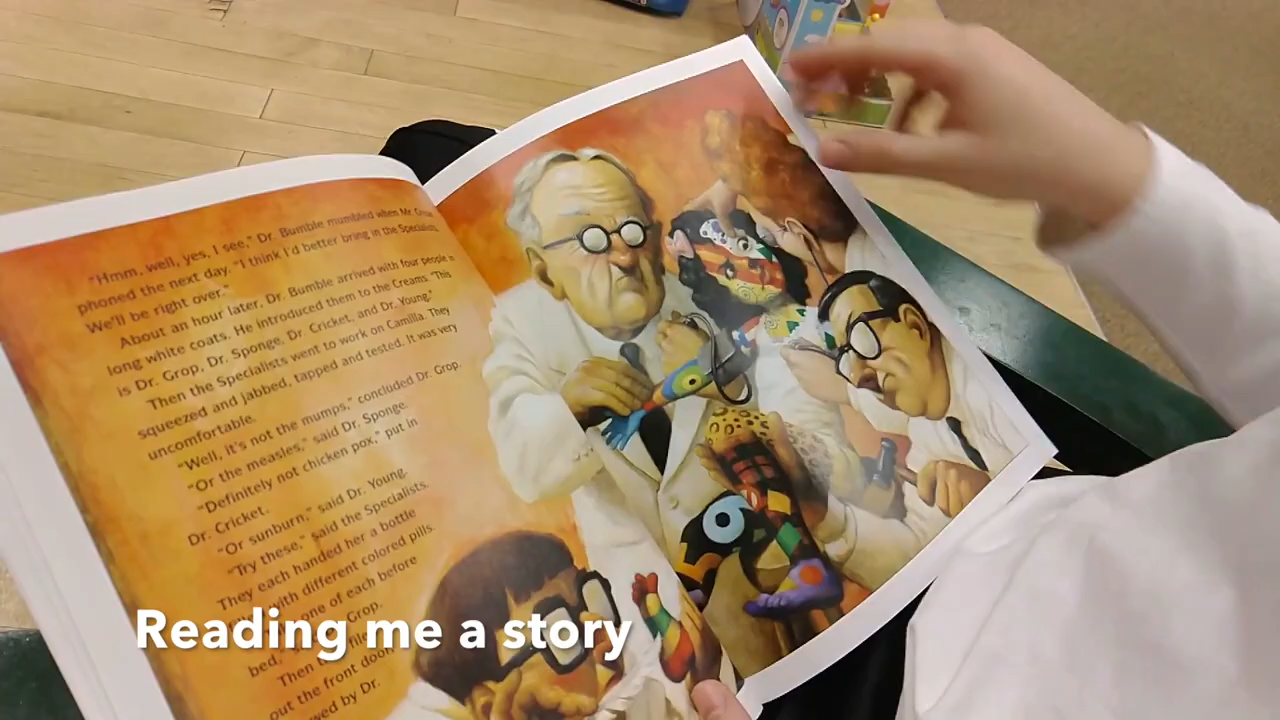 "Hmm, well, yes, I see," Dr. Bumble mumbled when Mr. Cream
phoned the next day. "I think I'd better bring in the Specialists.
We'll be right over."
About an hour later, Dr. Bumble arrived with four people in
long white coats. He introduced them to the Creams. "This
is Dr. Grop, Dr. Sponge, Dr. Cricket, and Dr. Young."
Then the Specialists went to work on Camilla. They
squeezed and jabbed, tapped and tested. It was very
uncomfortable.
"Well, it's not the mumps," concluded Dr. Grop.
"Or the measles," said Dr. Sponge.
"Definitely not chicken pox," put in
Dr. Cricket.
"Or sunburn," said Dr. Young.
"Try these," said the Specialists.
They each handed her a bottle
with different colored pills.
one of each before
bed," Grop.
Then
out the front door
Dr.
Reading me a story